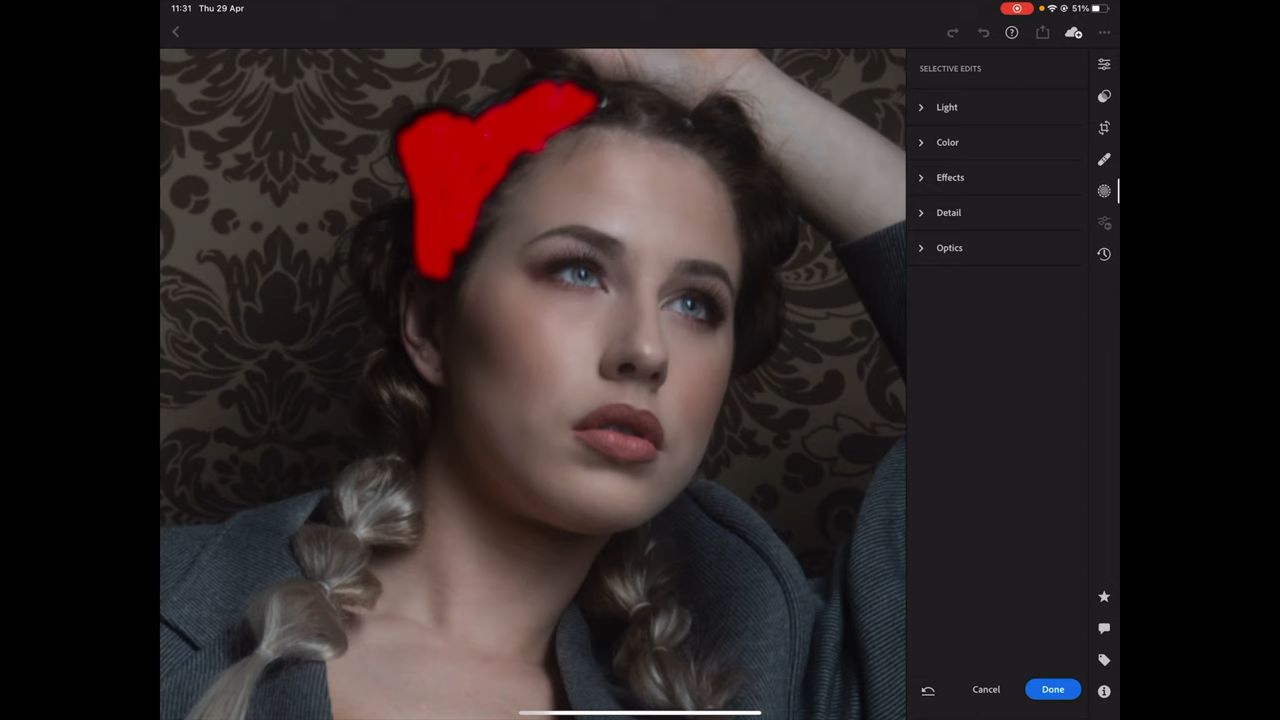 11:31 Thu 29 Apr
51%
SELECTIVE EDITS
Light
Color
Effects
Detail
Optics
Cancel
Done